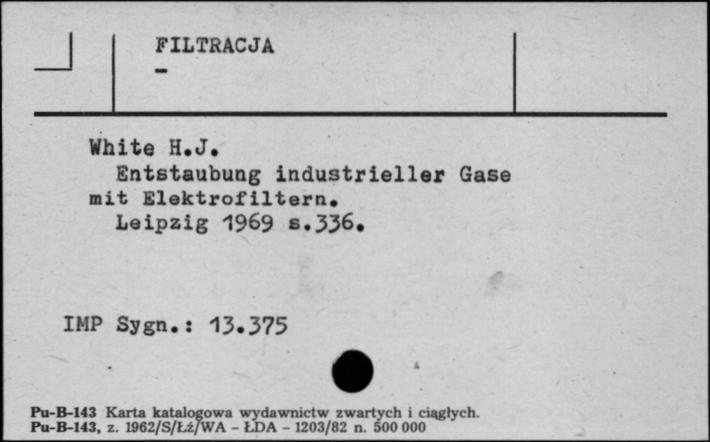 FILTRACJA
-
White H.J.
Entstaubung industrieller Gase
mit Elektrofiltern.
Leipzig 1969 s.336.
IMP Sygn.: 13.375
Pu-B-143 Karta katalogowa wydawnictw zwartych i ciągłych.
Pu-B-143, z. 1962/S/Łź/WA - ŁDA - 1203/82 n. 500 000